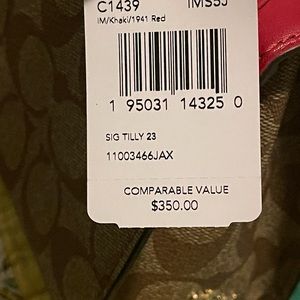 C1439 IMS5J
IM/Khaki/1941 Red
1 95031 14325 0
SIG TILLY 23
11003466JAX
COMPARABLE VALUE
$350.00